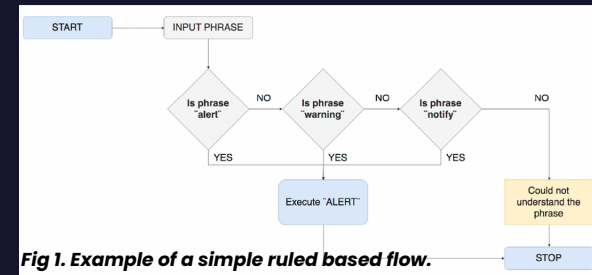 START
INPUT PHRASE
Is phrase
¨alert¨
NO
Is phrase
¨warning¨
NO
Is phrase
¨notify¨
NO
YES
YES
YES
Execute ¨ALERT¨
Could not
understand the
phrase
Fig 1. Example of a simple ruled based flow.
STOP